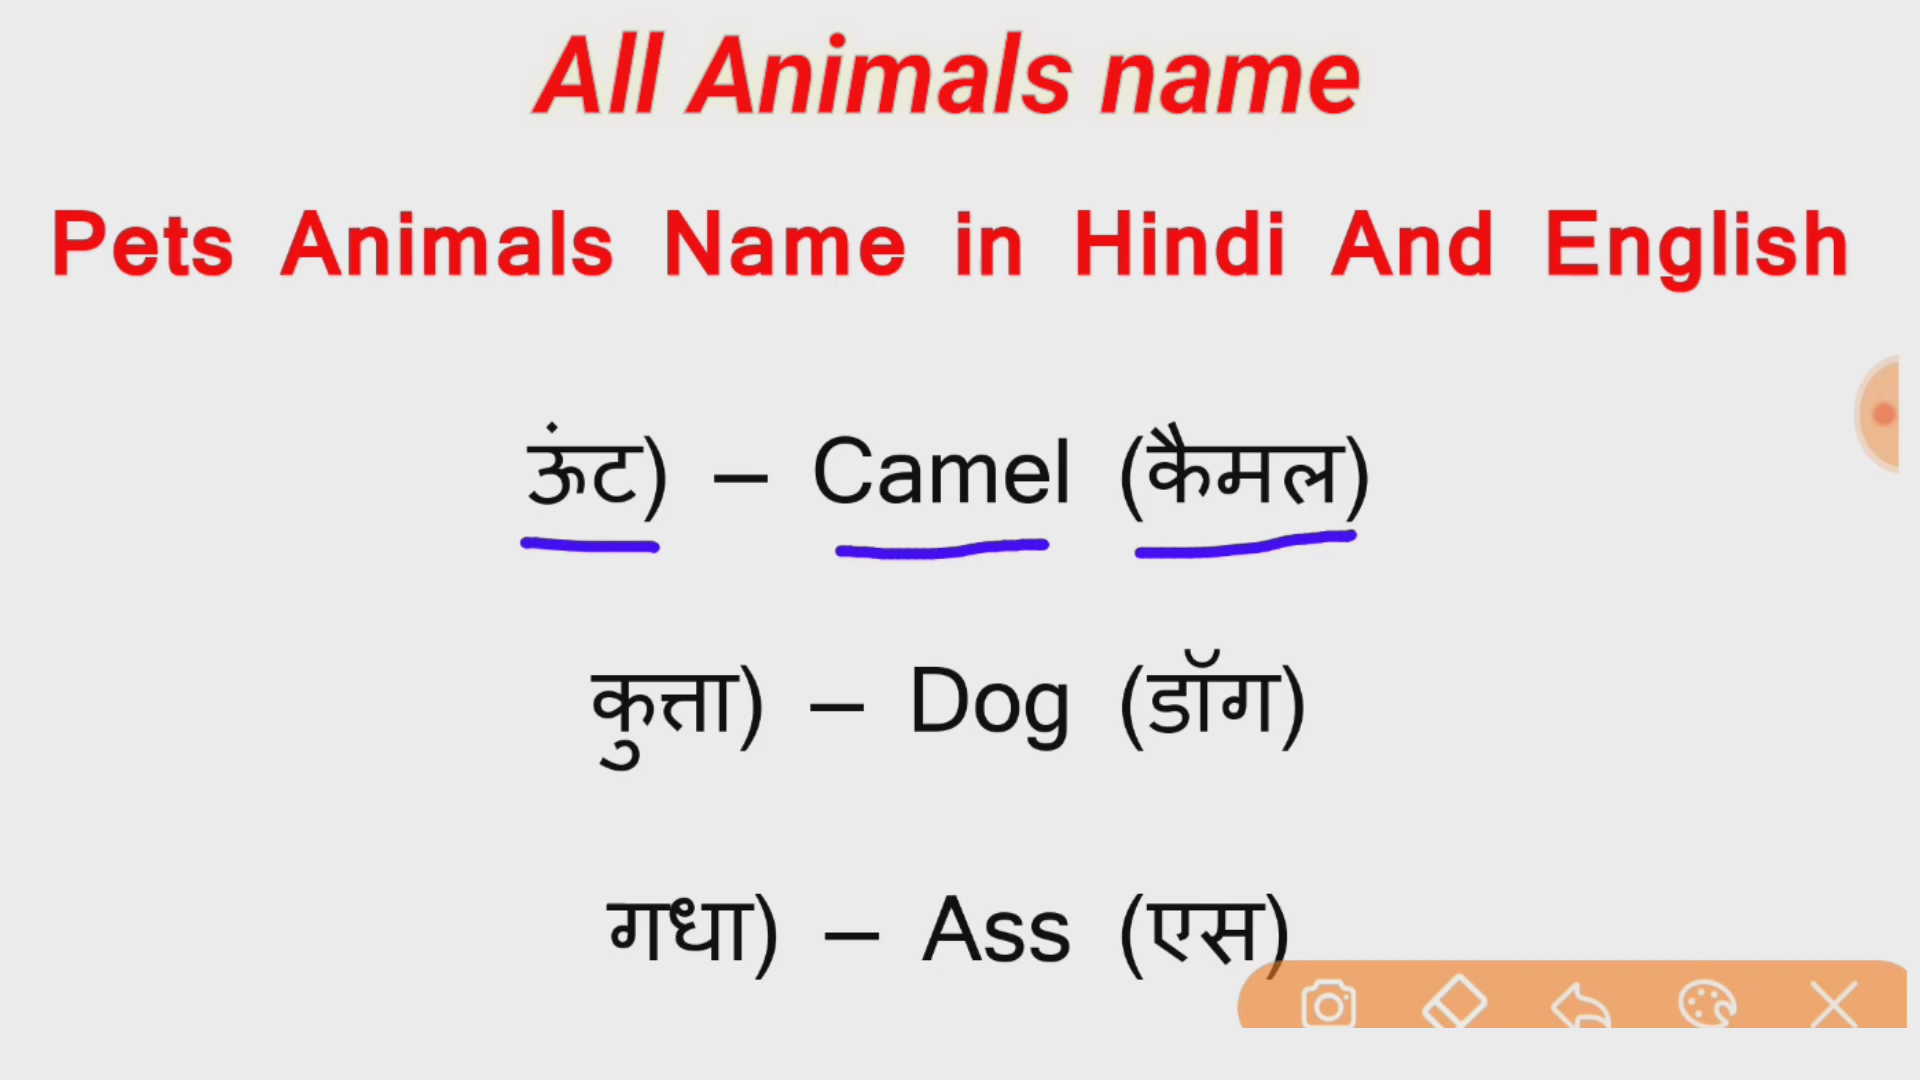 All Animals name
Pets Animals Name in Hindi And English
ऊंट) – Camel (कैमल)
कुत्ता) – Dog (डॉग)
गधा) – Ass (एस)